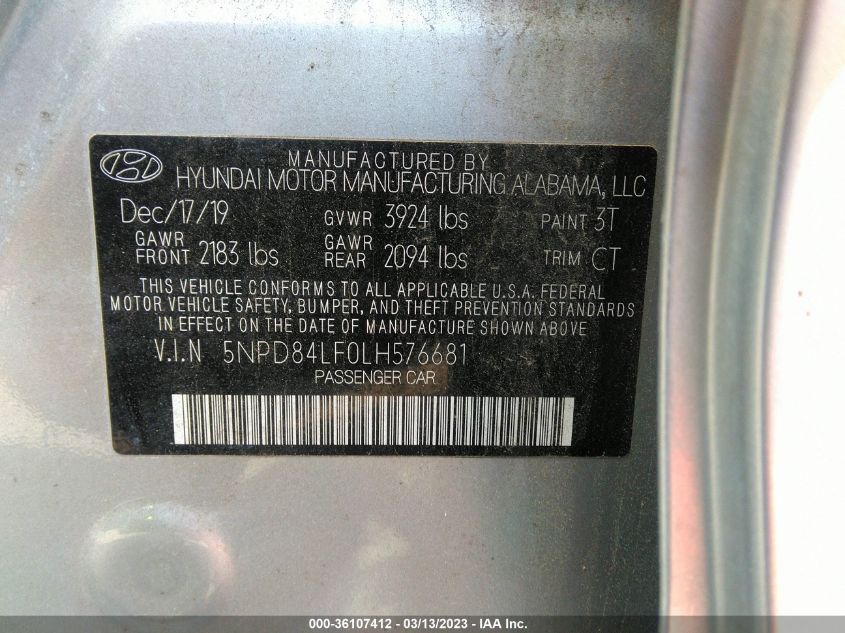 MANUFACTURED BY
HYUNDAI MOTOR MANUFACTURING ALABAMA, LLC
Dec/17/19 GVWR 3924 lbs PAINT 3T
GAWR FRONT 2183 lbs GAWR REAR 2094 lbs TRIM CT
THIS VEHICLE CONFORMS TO ALL APPLICABLE U.S.A. FEDERAL
MOTOR VEHICLE SAFETY, BUMPER, AND THEFT PREVENTION STANDARDS
IN EFFECT ON THE DATE OF MANUFACTURE SHOWN ABOVE
V.I.N 5NPD84LF0LH576681
PASSENGER CAR
000-36107412 - 03/13/2023 - IAA Inc.